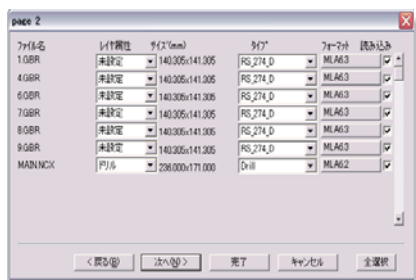 page 2
ファイル名 レイヤ属性 サイズ(mm) タイプ フォーマット 読み込み
1.GBR 未設定 140.305x141.305 RS_274_D MLA6.3
4.GBR 未設定 140.305x141.305 RS_274_D MLA6.3
6.GBR 未設定 140.305x141.305 RS_274_D MLA6.3
7.GBR 未設定 140.305x141.305 RS_274_D MLA6.3
8.GBR 未設定 140.305x141.305 RS_274_D MLA6.3
9.GBR 未設定 140.305x141.305 RS_274_D MLA6.3
MAIN.NCX ドリル 236.000x171.000 Drill MLA6.2
< 戻る(B) 次へ(N) > 完了 キャンセル 全選択